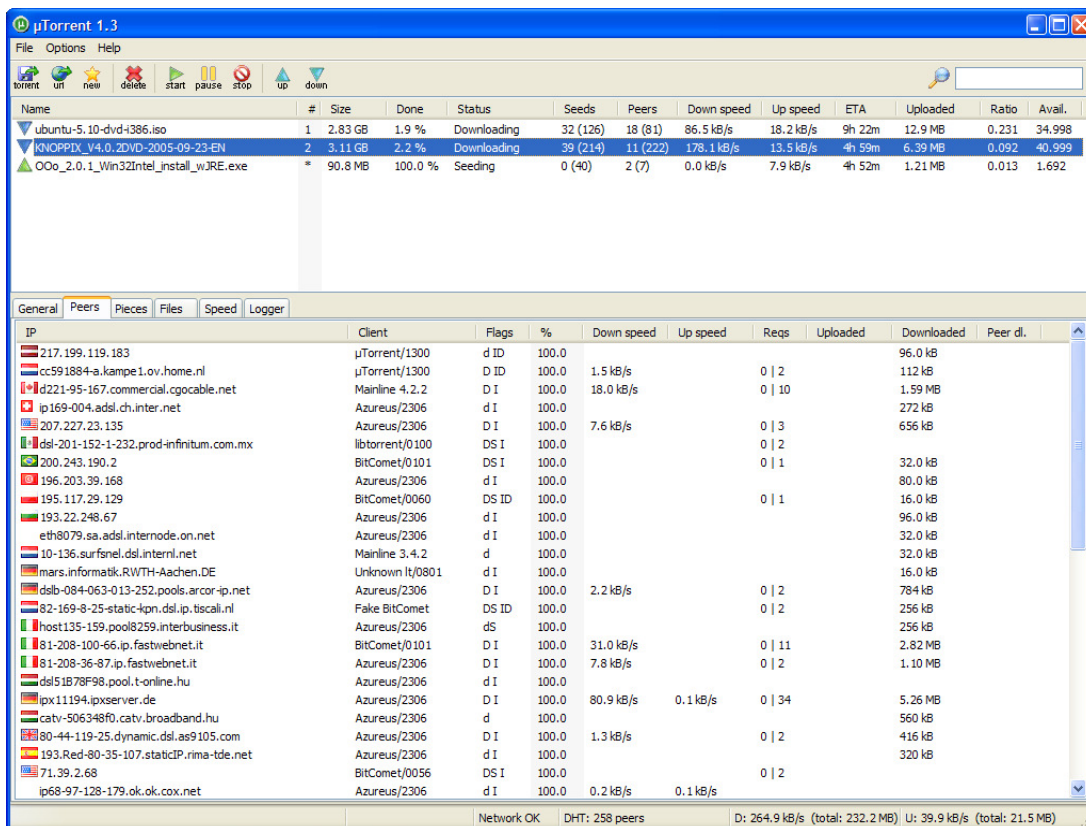 µTorrent 1.3
File Options Help
torrent url new delete start pause stop up down
Name # Size Done Status Seeds Peers Down speed Up speed ETA Uploaded Ratio Avail.
ubuntu-5.10-dvd-i386.iso 1 2.83 GB 1.9 % Downloading 32 (126) 18 (81) 86.5 kB/s 18.2 kB/s 9h 22m 12.9 MB 0.231 34.998
KNOPPIX_V4.0.2DVD-2005-09-23-EN 2 3.11 GB 2.2 % Downloading 39 (214) 11 (222) 178.1 kB/s 13.5 kB/s 4h 59m 6.39 MB 0.092 40.999
OOo_2.0.1_Win32Intel_install_wJRE.exe * 90.8 MB 100.0 % Seeding 0 (40) 2 (7) 0.0 kB/s 7.9 kB/s 4h 52m 1.21 MB 0.013 1.692
General Peers Pieces Files Speed Logger
IP Client Flags % Down speed Up speed Reqs Uploaded Downloaded Peer dl.
217.199.119.183 µTorrent/1300 d ID 100.0 96.0 kB
cc591884-a.kampe1.ov.home.nl µTorrent/1300 D ID 100.0 1.5 kB/s 0 | 2 112 kB
d221-95-167.commercial.cgocable.net Mainline 4.2.2 D I 100.0 18.0 kB/s 0 | 10 1.59 MB
ip169-004.adsl.ch.inter.net Azureus/2306 d I 100.0 272 kB
207.227.23.135 Azureus/2306 D I 100.0 7.6 kB/s 0 | 3 656 kB
dsl-201-152-1-232.prod-infinitum.com.mx libtorrent/0100 DS I 100.0 0 | 2
200.243.190.2 BitComet/0101 DS I 100.0 0 | 1 32.0 kB
196.203.39.168 Azureus/2306 d I 100.0 80.0 kB
195.117.29.129 BitComet/0060 DS ID 100.0 0 | 1 16.0 kB
193.22.248.67 Azureus/2306 d I 100.0 96.0 kB
eth8079.sa.adsl.internode.on.net Azureus/2306 d I 100.0 32.0 kB
10-136.surfsnel.dsl.internl.net Mainline 3.4.2 d 100.0 32.0 kB
mars.informatik.RWTH-Aachen.DE Unknown lt/0801 d I 100.0 16.0 kB
dslb-084-063-013-252.pools.arcor-ip.net Azureus/2306 D I 100.0 2.2 kB/s 0 | 2 784 kB
82-169-8-25-static-kpn.dsl.ip.tiscali.nl Fake BitComet DS ID 100.0 0 | 2 256 kB
host135-159.pool8259.interbusiness.it Azureus/2306 dS 100.0 256 kB
81-208-100-66.ip.fastwebnet.it BitComet/0101 D I 100.0 31.0 kB/s 0 | 11 2.82 MB
81-208-36-87.ip.fastwebnet.it Azureus/2306 D I 100.0 7.8 kB/s 0 | 2 1.10 MB
dsl51B78F98.pool.t-online.hu Azureus/2306 d I 100.0
ipx11194.ipxserver.de Azureus/2306 D I 100.0 80.9 kB/s 0.1 kB/s 0 | 34 5.26 MB
catv-506348f0.catv.broadband.hu Azureus/2306 d 100.0 560 kB
80-44-119-25.dynamic.dsl.as9105.com Azureus/2306 D I 100.0 1.3 kB/s 0 | 2 416 kB
193.Red-80-35-107.staticIP.rima-tde.net Azureus/2306 d I 100.0 320 kB
71.39.2.68 BitComet/0056 DS I 100.0 0 | 2
ip68-97-128-179.ok.ok.cox.net Azureus/2306 d I 100.0 0.2 kB/s 0.1 kB/s
Network OK DHT: 258 peers D: 264.9 kB/s (total: 232.2 MB) U: 39.9 kB/s (total: 21.5 MB)